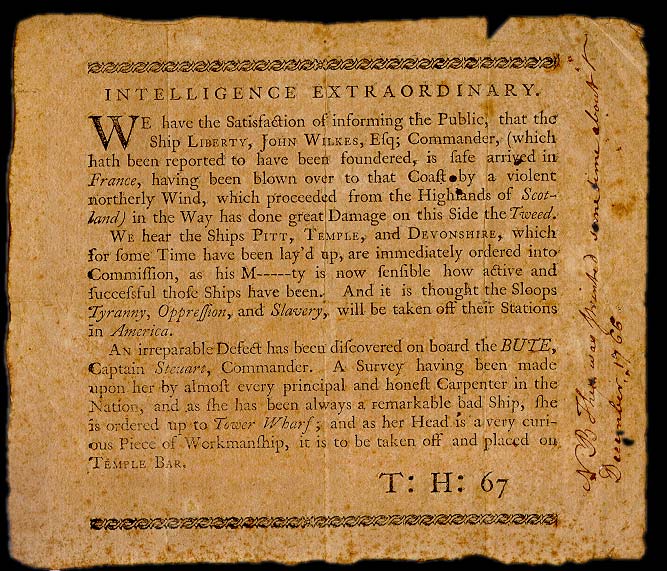 INTELLIGENCE EXTRAORDINARY.
WE have the Satisfaction of informing the Public, that the
Ship LIBERTY, JOHN WILKES, Esq; Commander, (which
hath been reported to have been foundered, is ſafe arrived in
France, having been blown over to that Coaſt by a violent
northerly Wind, which proceeded from the Highlands of Scot-
land) in the Way has done great Damage on this Side the Tweed.
WE hear the Ships PITT, TEMPLE, and DEVONSHIRE, which
for ſome Time have been lay'd up, are immediately ordered into
Commiſſion, as his M-----ty is now ſenſible how active and
ſucceſsful thoſe Ships have been. And it is thought the Sloops
Tyranny, Oppreſſion, and Slavery, will be taken off their Stations
in America.
AN irreparable Defect has been diſcovered on board the BUTE,
Captain Steuart, Commander. A Survey having been made
upon her by almoſt every principal and honeſt Carpenter in the
Nation, and as ſhe has been always a remarkable bad Ship, ſhe
is ordered up to Tower Wharf; and as her Head is a very curi-
ous Piece of Workmanſhip, it is to be taken off and placed on
TEMPLE BAR.
T: H: 67
N B This was printed some time about
December, 1766